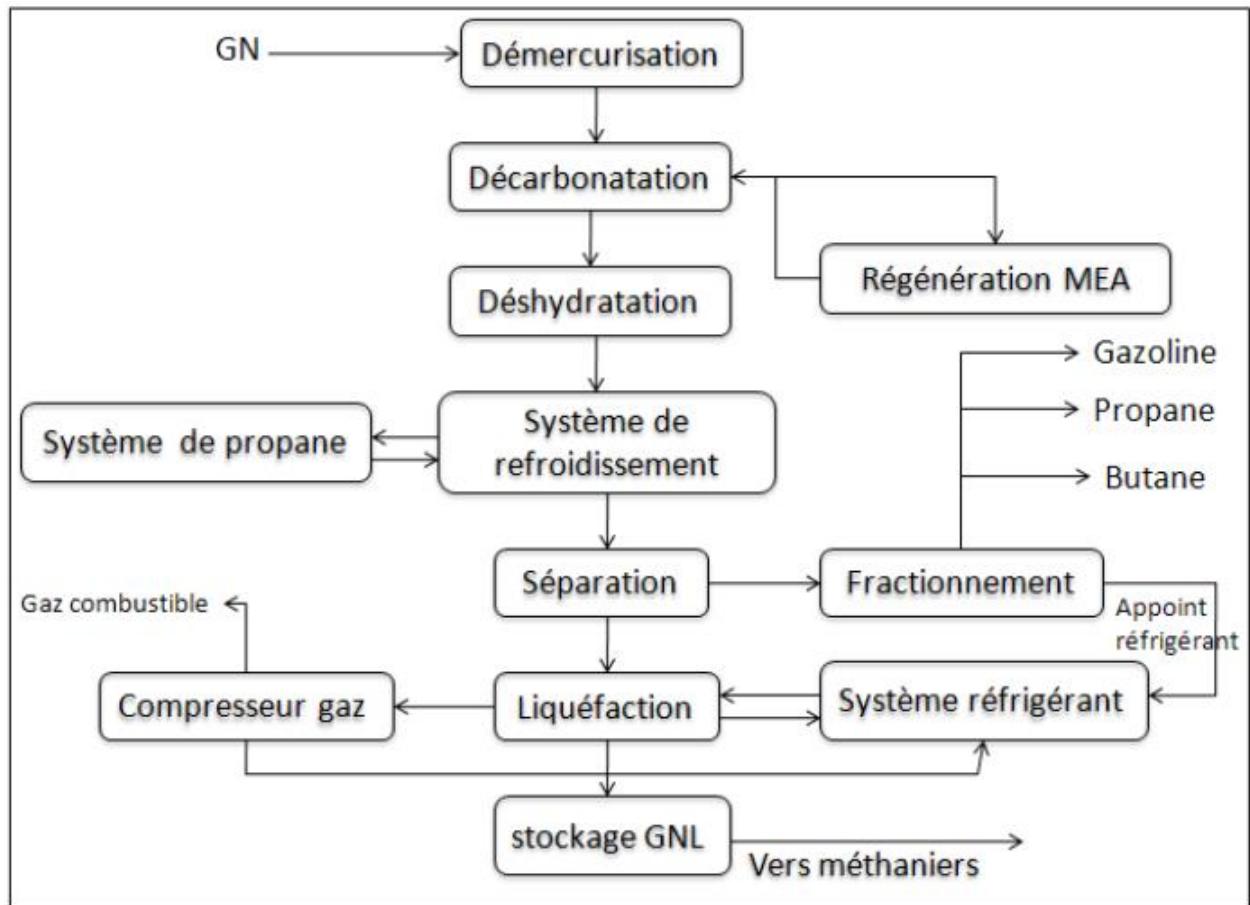 GN
Démercurisation
Décarbonatation
Régénération MEA
Déshydratation
Gazoline
Propane
Butane
Système de propane
Système de
refroidissement
Séparation
Fractionnement
Gaz combustible
Appoint
réfrigérant
Compresseur gaz
Liquéfaction
Système réfrigérant
stockage GNL
Vers méthaniers